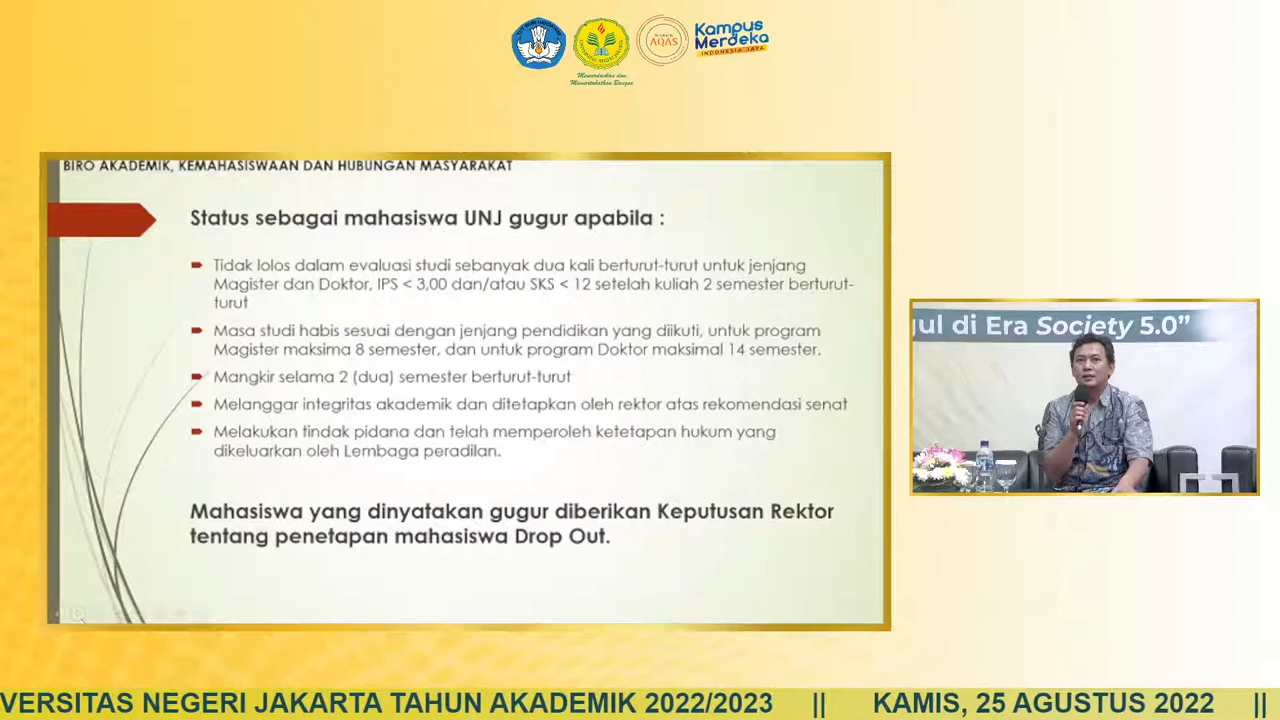 AQAS
Kampus
Merdeka
INDONESIA JAYA
BIRO AKADEMIK, KEMAHASISWAAN DAN HUBUNGAN MASYARAKAT
Status sebagai mahasiswa UNJ gugur apabila :
Tidak lolos dalam evaluasi studi sebanyak dua kali berturut-turut untuk jenjang
Magister dan Doktor, IPS < 3,00 dan/atau SKS < 12 setelah kuliah 2 semester berturut-
turut
Masa studi habis sesuai dengan jenjang pendidikan yang diikuti, untuk program
Magister maksima 8 semester, dan untuk program Doktor maksimal 14 semester.
Mangkir selama 2 (dua) semester berturut-turut
Melanggar integritas akademik dan ditetapkan oleh rektor atas rekomendasi senat
Melakukan tindak pidana dan telah memperoleh ketetapan hukum yang
dikeluarkan oleh Lembaga peradilan.
Mahasiswa yang dinyatakan gugur diberikan Keputusan Rektor
tentang penetapan mahasiswa Drop Out.
gul di Era Society 5.0”
VERSITAS NEGERI JAKARTA TAHUN AKADEMIK 2022/2023 || KAMIS, 25 AGUSTUS 2022 ||